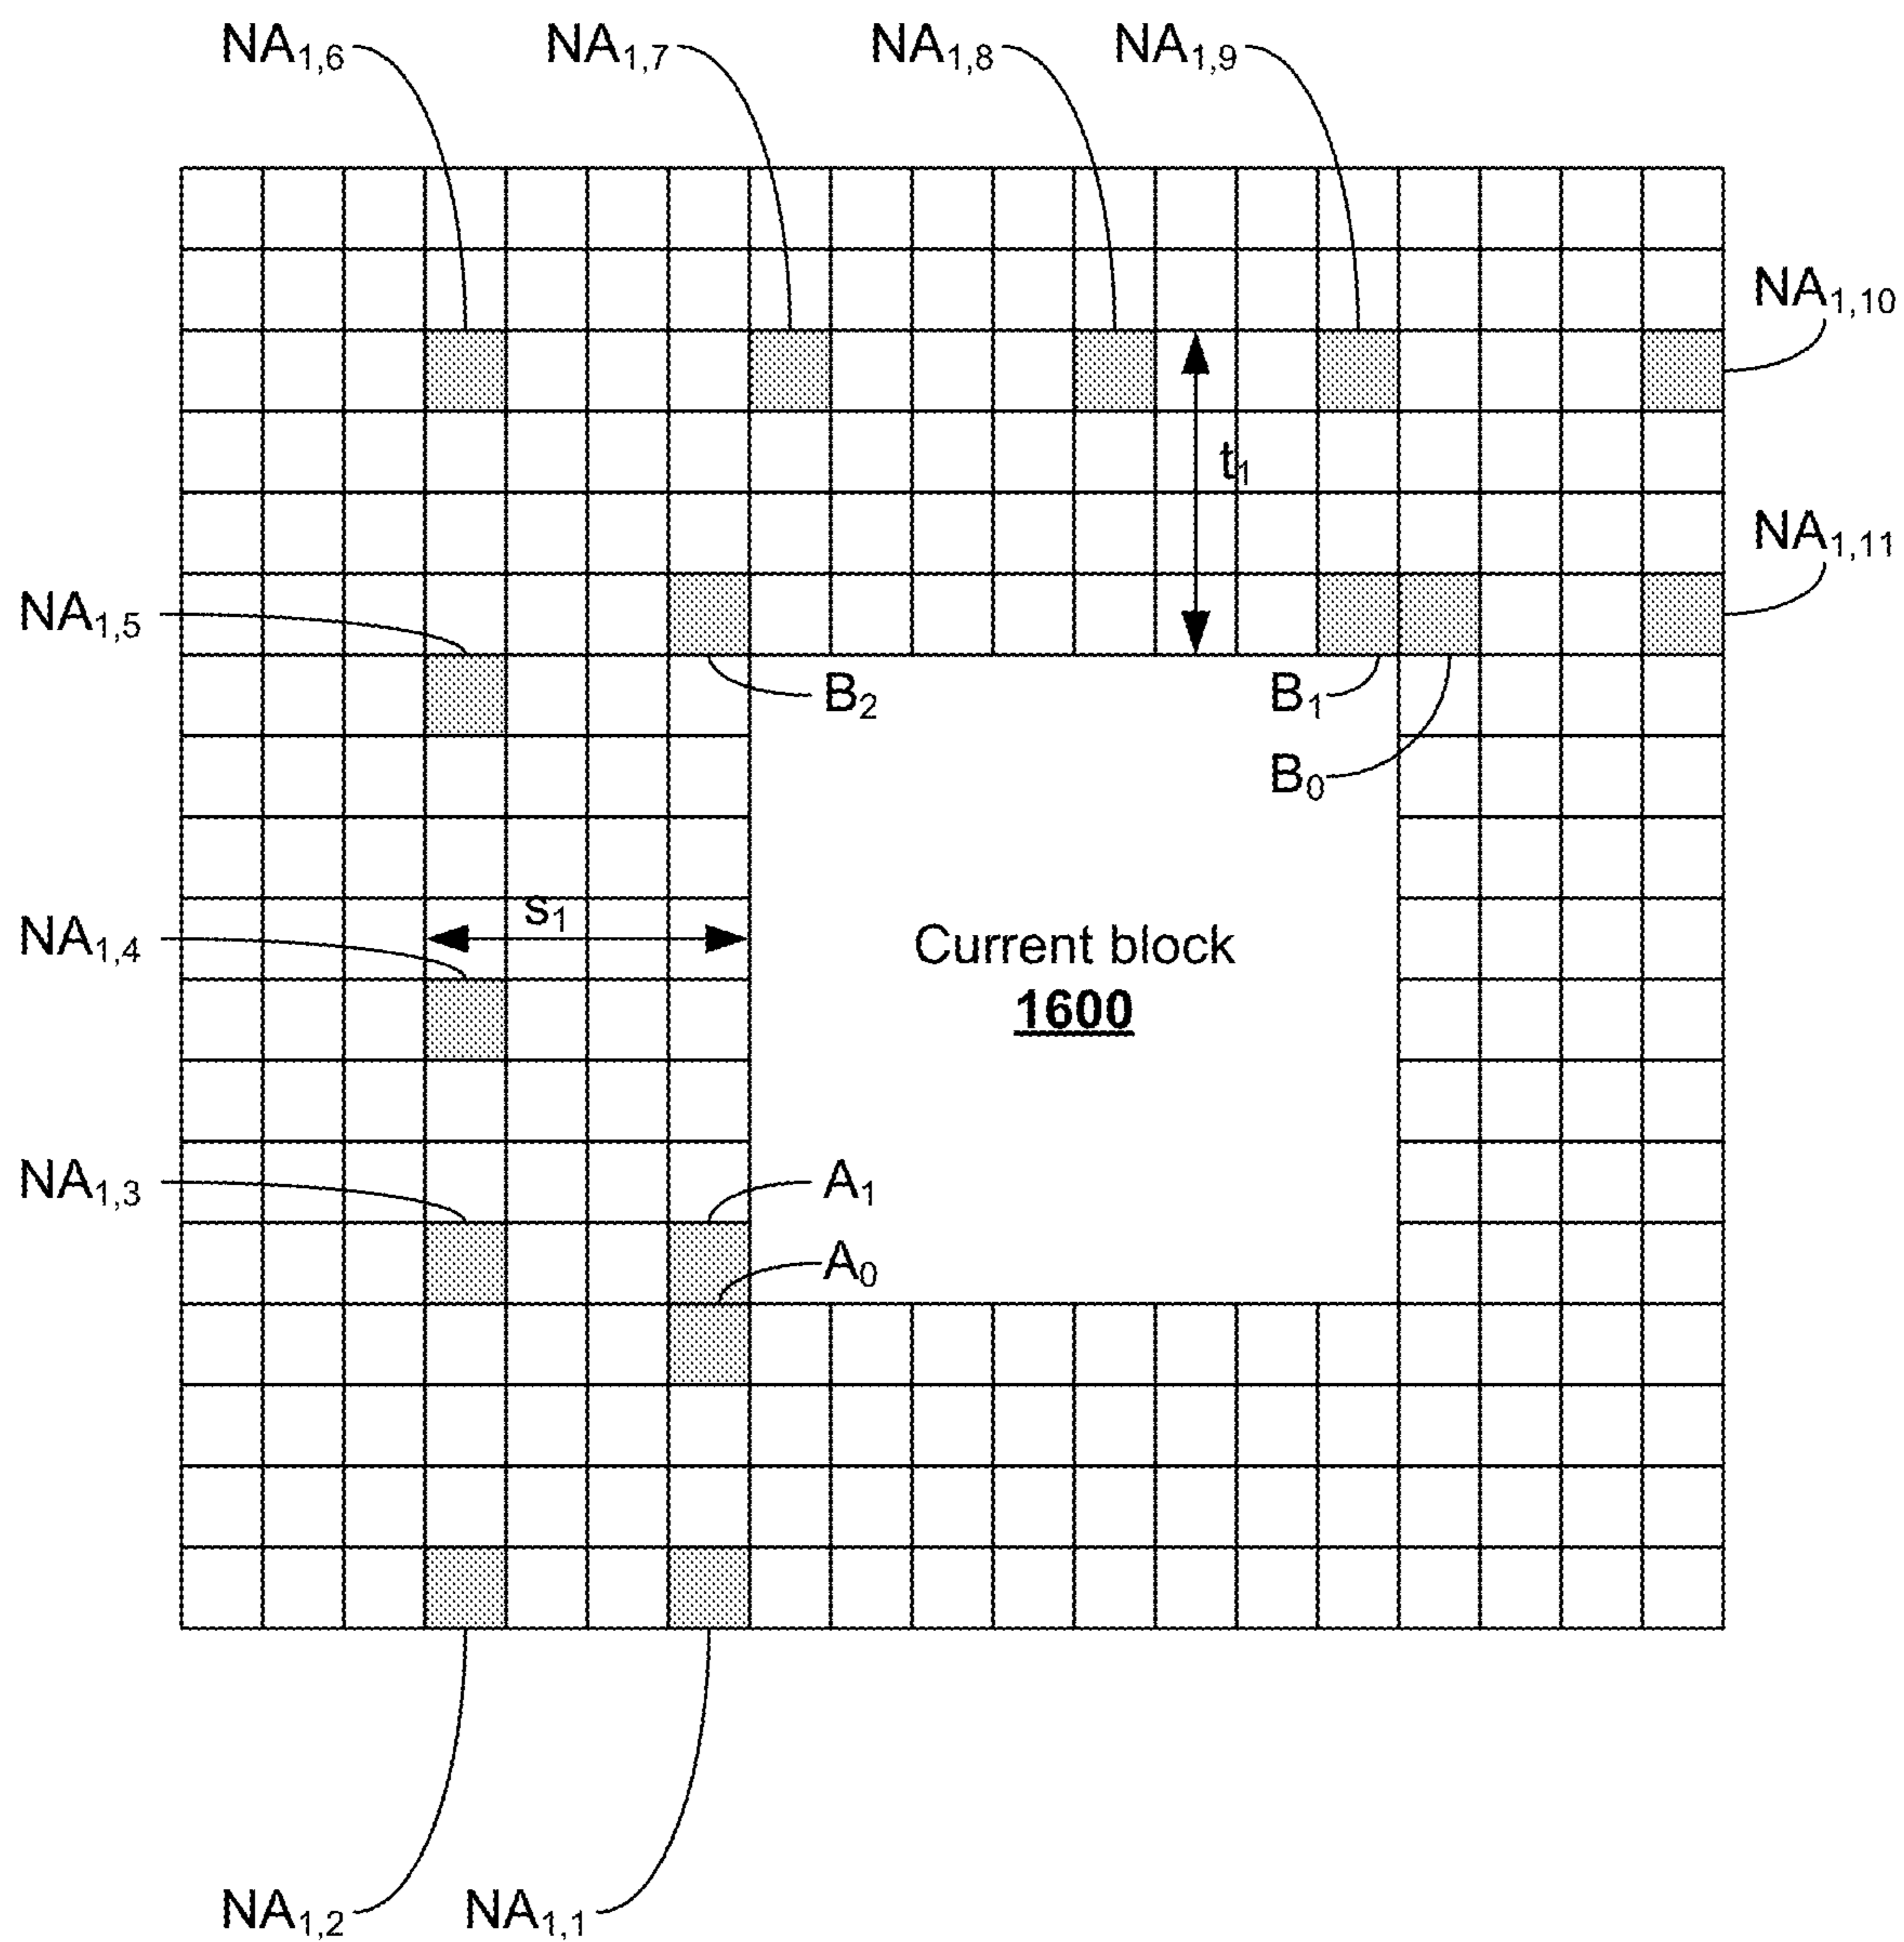 NA1,6 NA1,7 NA1,8 NA1,9
NA1,10
t1
NA1,11
NA1,5
B2 B1
B0
s1
NA1,4
Current block
1600
NA1,3 A1
A0
NA1,2 NA1,1